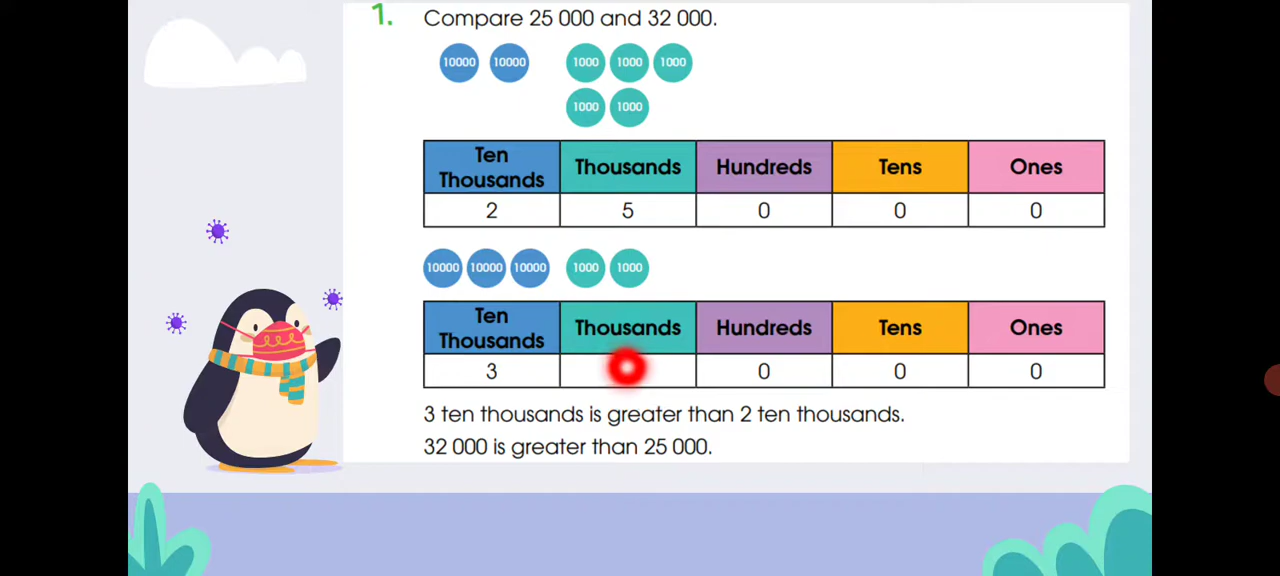 1. Compare 25 000 and 32 000.
10000 10000 1000 1000 1000
1000 1000
Ten Thousands Thousands Hundreds Tens Ones
2 5 0 0 0
10000 10000 10000 1000 1000
Ten Thousands Thousands Hundreds Tens Ones
3 0 0 0
3 ten thousands is greater than 2 ten thousands.
32 000 is greater than 25 000.